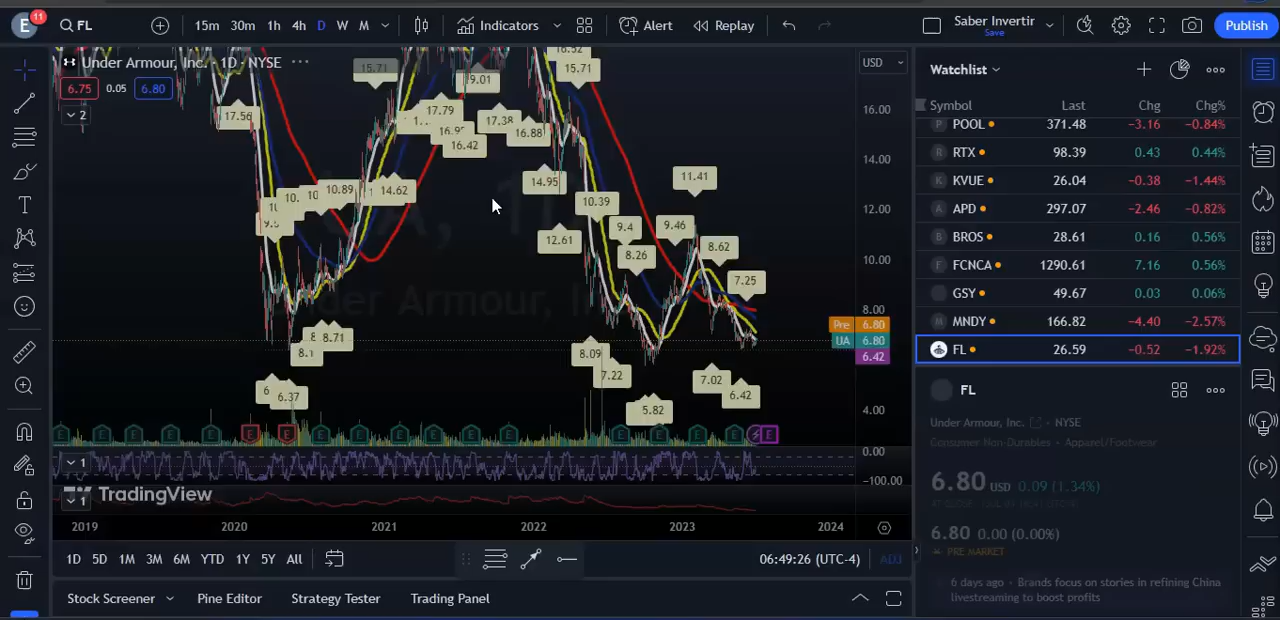 E 11 FL 15m 30m 1h 4h D W M Indicators Alert Replay Saber Invertir Save Publish
Under Armour, Inc. · 1D · NYSE ···
6.75 0.05 6.80
2
USD
16.00
14.00
12.00
10.00
8.00
4.00
0.00
−100.00
Pre 6.80
UA 6.80
6.42
15.71
9.01
15.71
17.56
17.79
16.42
17.38
16.88
10.89
14.62
14.95
12.61
10.39
9.4
8.26
11.41
9.46
8.62
7.25
8.71
6.37
8.09
7.22
5.82
7.02
6.42
1
1
TradingView
2019 2020 2021 2022 2023 2024
1D 5D 1M 3M 6M YTD 1Y 5Y All 06:49:26 (UTC-4) ADJ
Stock Screener Pine Editor Strategy Tester Trading Panel
Watchlist
Symbol Last Chg Chg%
POOL 371.48 −3.16 −0.84%
RTX 98.39 0.43 0.44%
KVUE 26.04 −0.38 −1.44%
APD 297.07 −2.46 −0.82%
BROS 28.61 0.16 0.56%
FCNCA 1290.61 7.16 0.56%
GSY 49.67 0.03 0.06%
MNDY 166.82 −4.40 −2.57%
FL 26.59 −0.52 −1.92%
FL
Under Armour, Inc. · NYSE
Consumer Non-Durables · Apparel/Footwear
6.80 USD 0.09 (1.34%)
6.80 0.00 (0.00%)
PRE MARKET
6 days ago · Brands focus on stories in refining China
livestreaming to boost profits